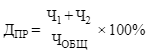 Д_ПР = (Ч_1 + Ч_2) / Ч_ОБЩ × 100%